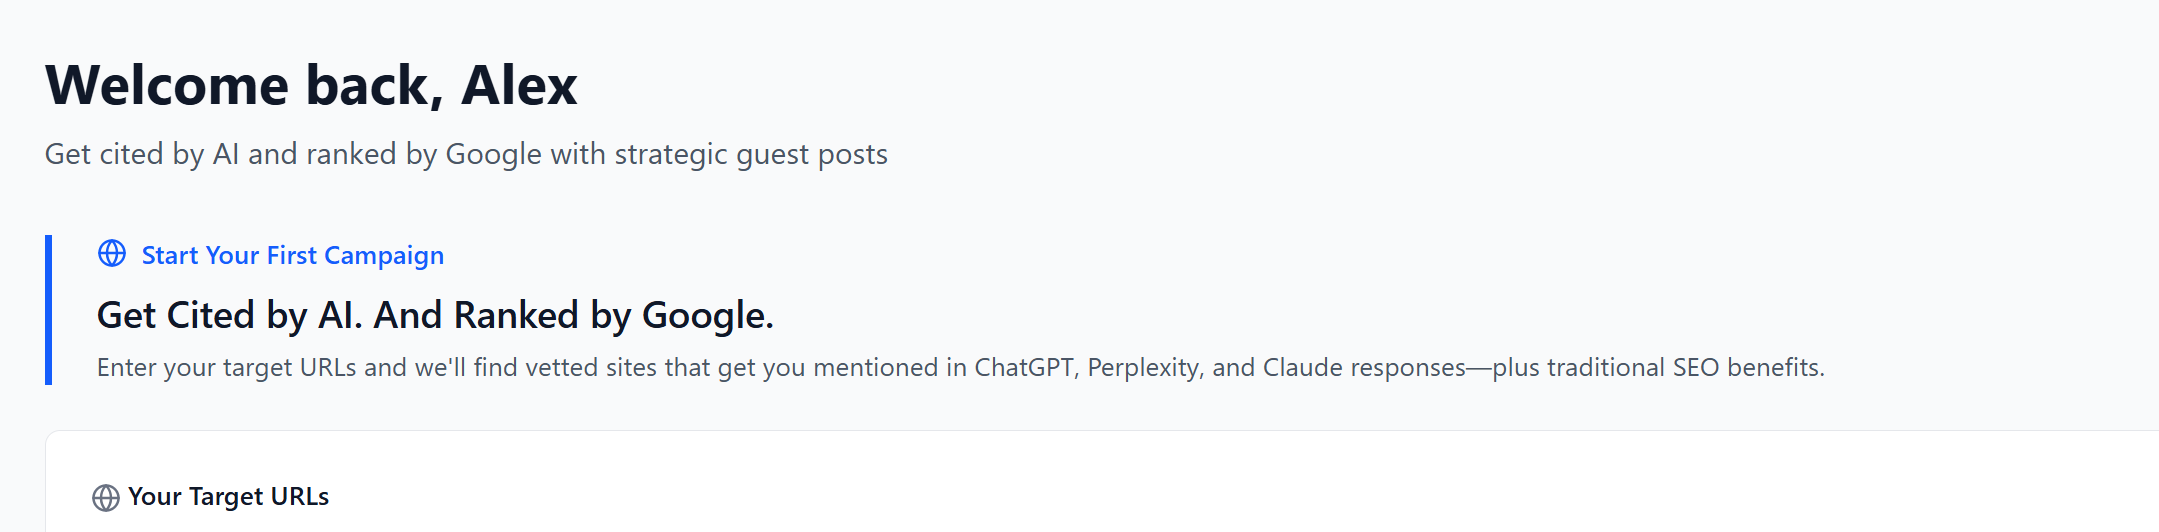 Welcome back, Alex
Get cited by AI and ranked by Google with strategic guest posts
Start Your First Campaign
Get Cited by AI. And Ranked by Google.
Enter your target URLs and we'll find vetted sites that get you mentioned in ChatGPT, Perplexity, and Claude responses—plus traditional SEO benefits.
Your Target URLs